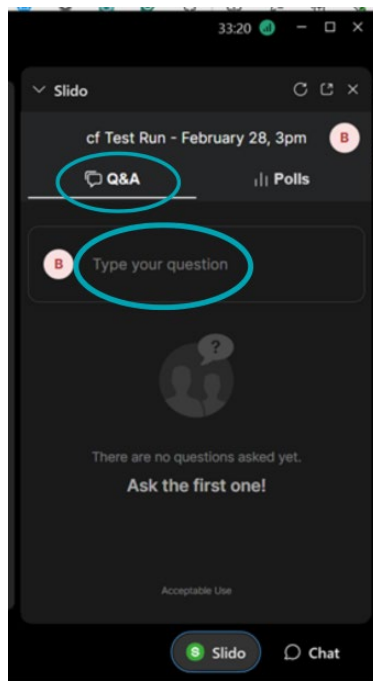 33:20
Slido
cf Test Run - February 28, 3pm B
Q&A Polls
B Type your question
?
There are no questions asked yet.
Ask the first one!
Acceptable Use
S Slido Chat